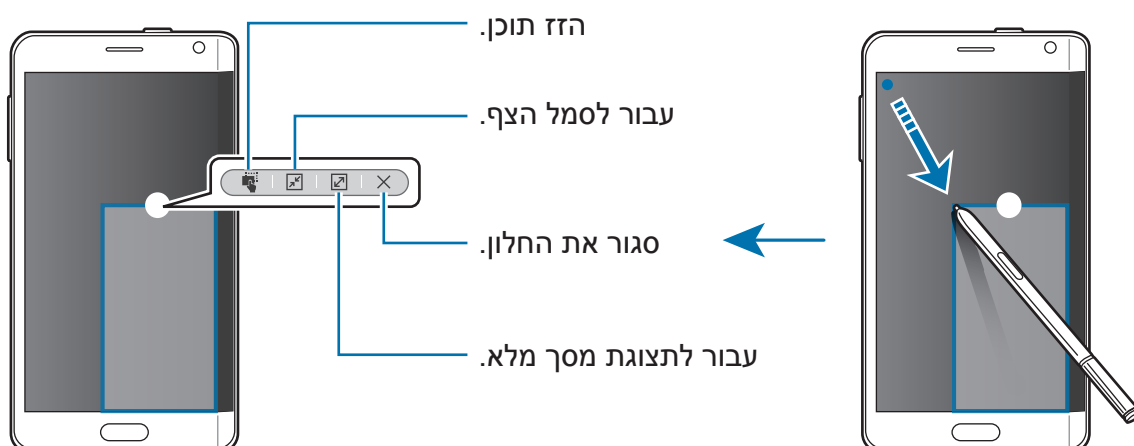 הזז תוכן.
עבור לסמל הצף.
סגור את החלון.
עבור לתצוגת מסך מלא.